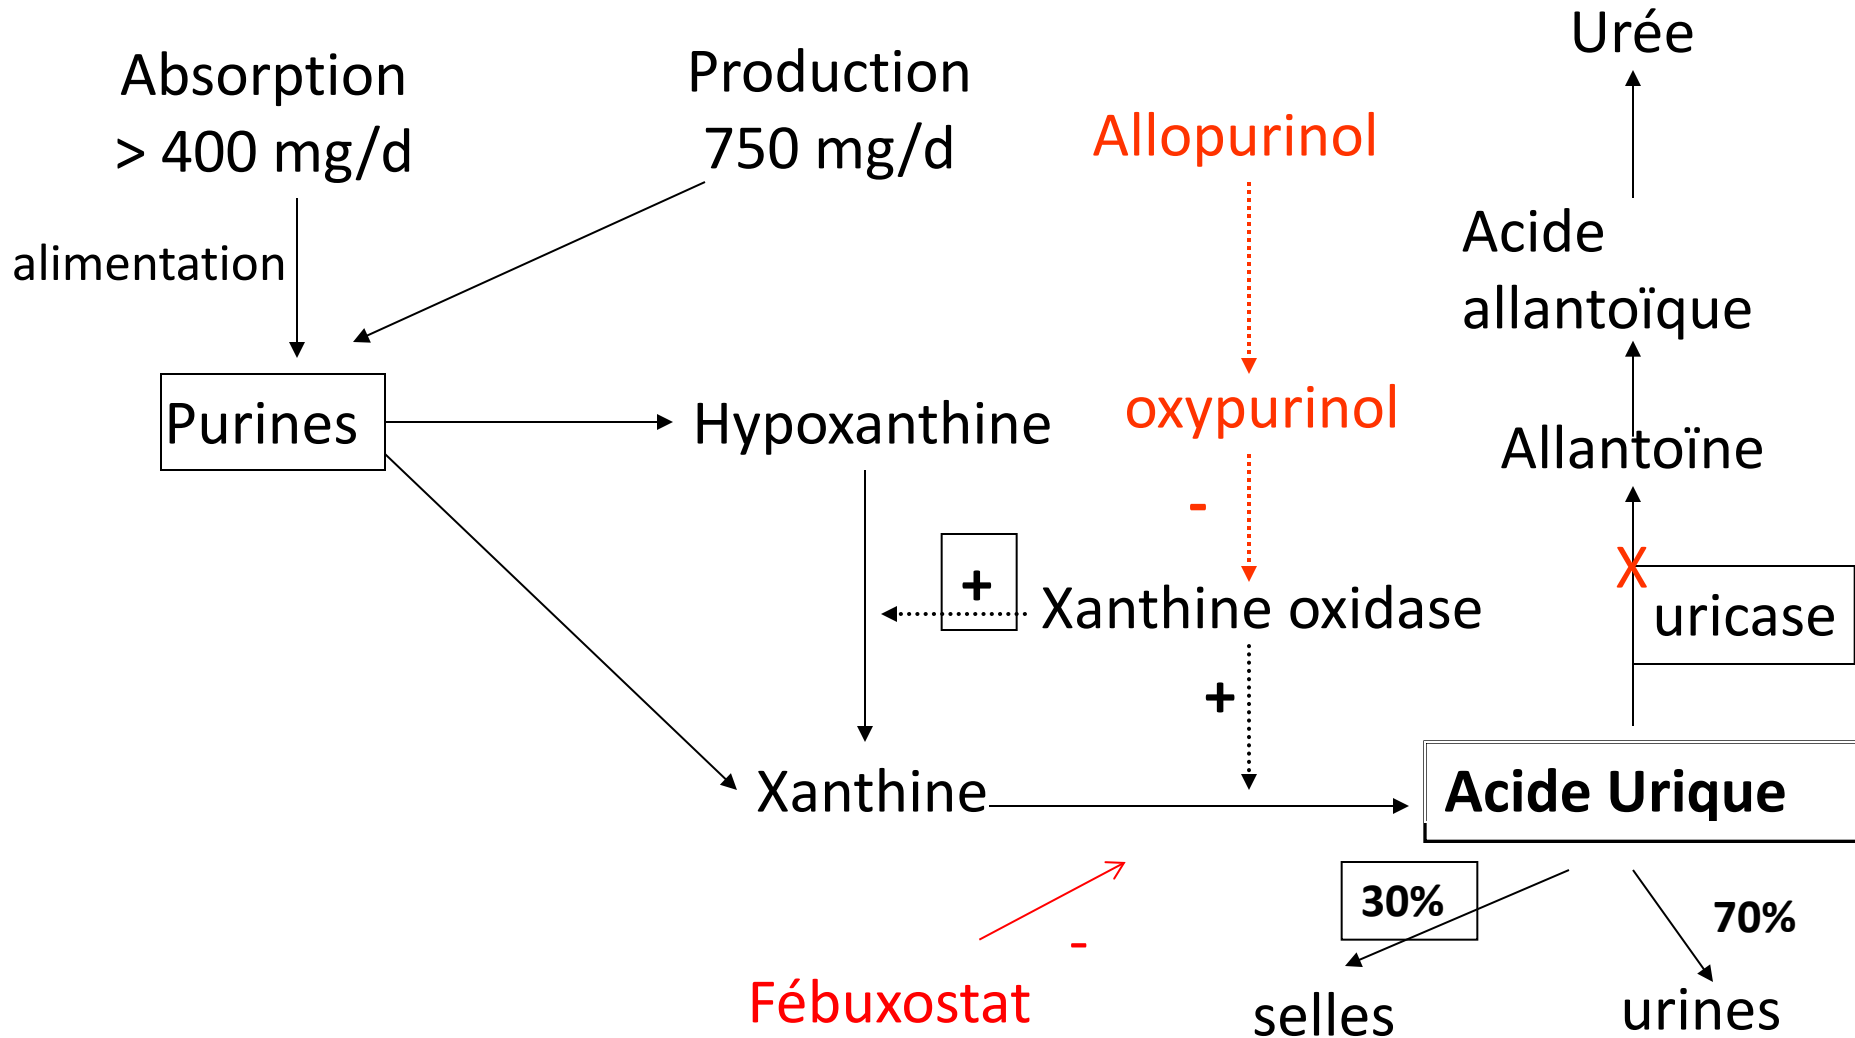 Absorption
> 400 mg/d
Production
750 mg/d
Allopurinol
Urée
alimentation
Acide
allantoïque
Purines
Hypoxanthine
oxypurinol
Allantoïne
-
+
Xanthine oxidase
X
uricase
+
Xanthine
Acide Urique
30%
70%
-
Fébuxostat
selles
urines